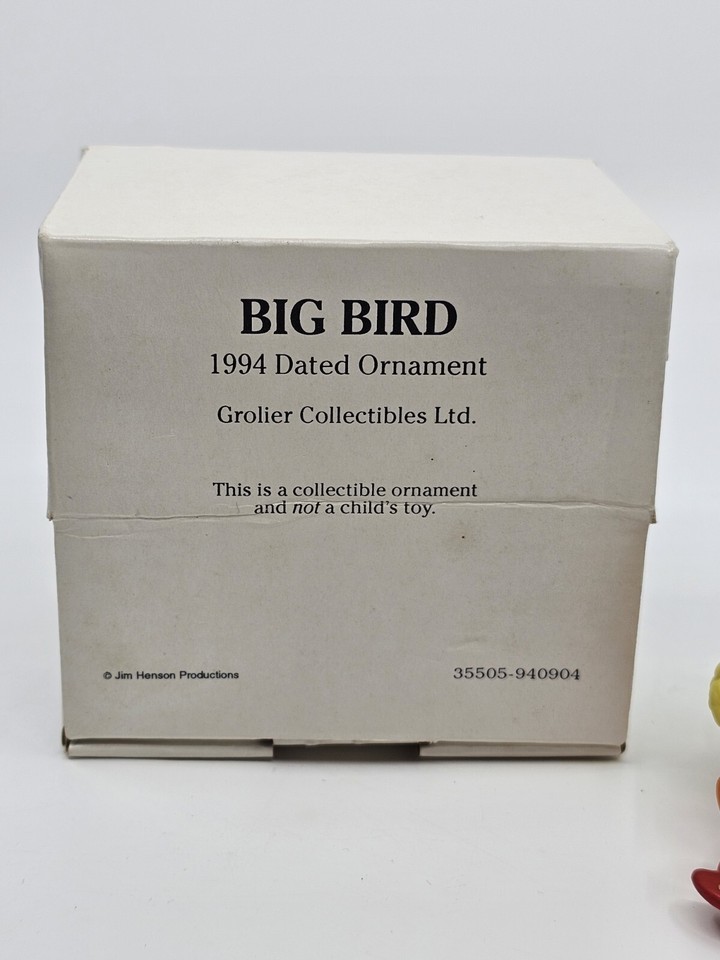 BIG BIRD
1994 Dated Ornament
Grolier Collectibles Ltd.
This is a collectible ornament
and not a child's toy.
© Jim Henson Productions
35505-940904